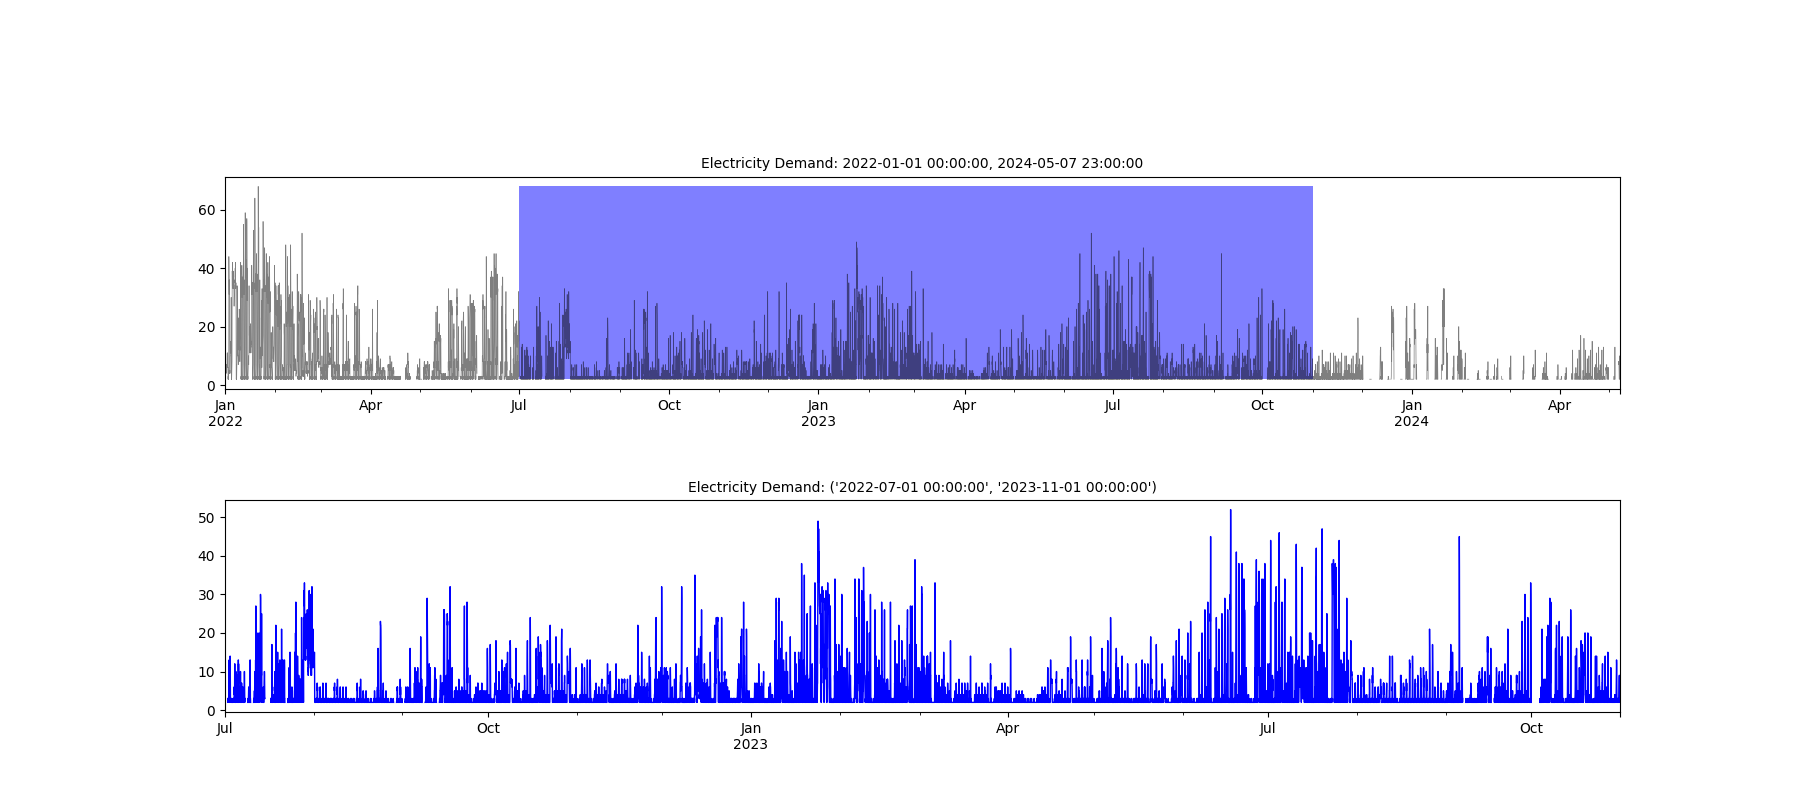 Electricity Demand: 2022-01-01 00:00:00, 2024-05-07 23:00:00
60
40
20
0
Jan Apr Jul Oct Jan Apr Jul Oct Jan Apr
2022 2023 2024
Electricity Demand: ('2022-07-01 00:00:00', '2023-11-01 00:00:00')
50
40
30
20
10
0
Jul Oct Jan Apr Jul Oct
2023